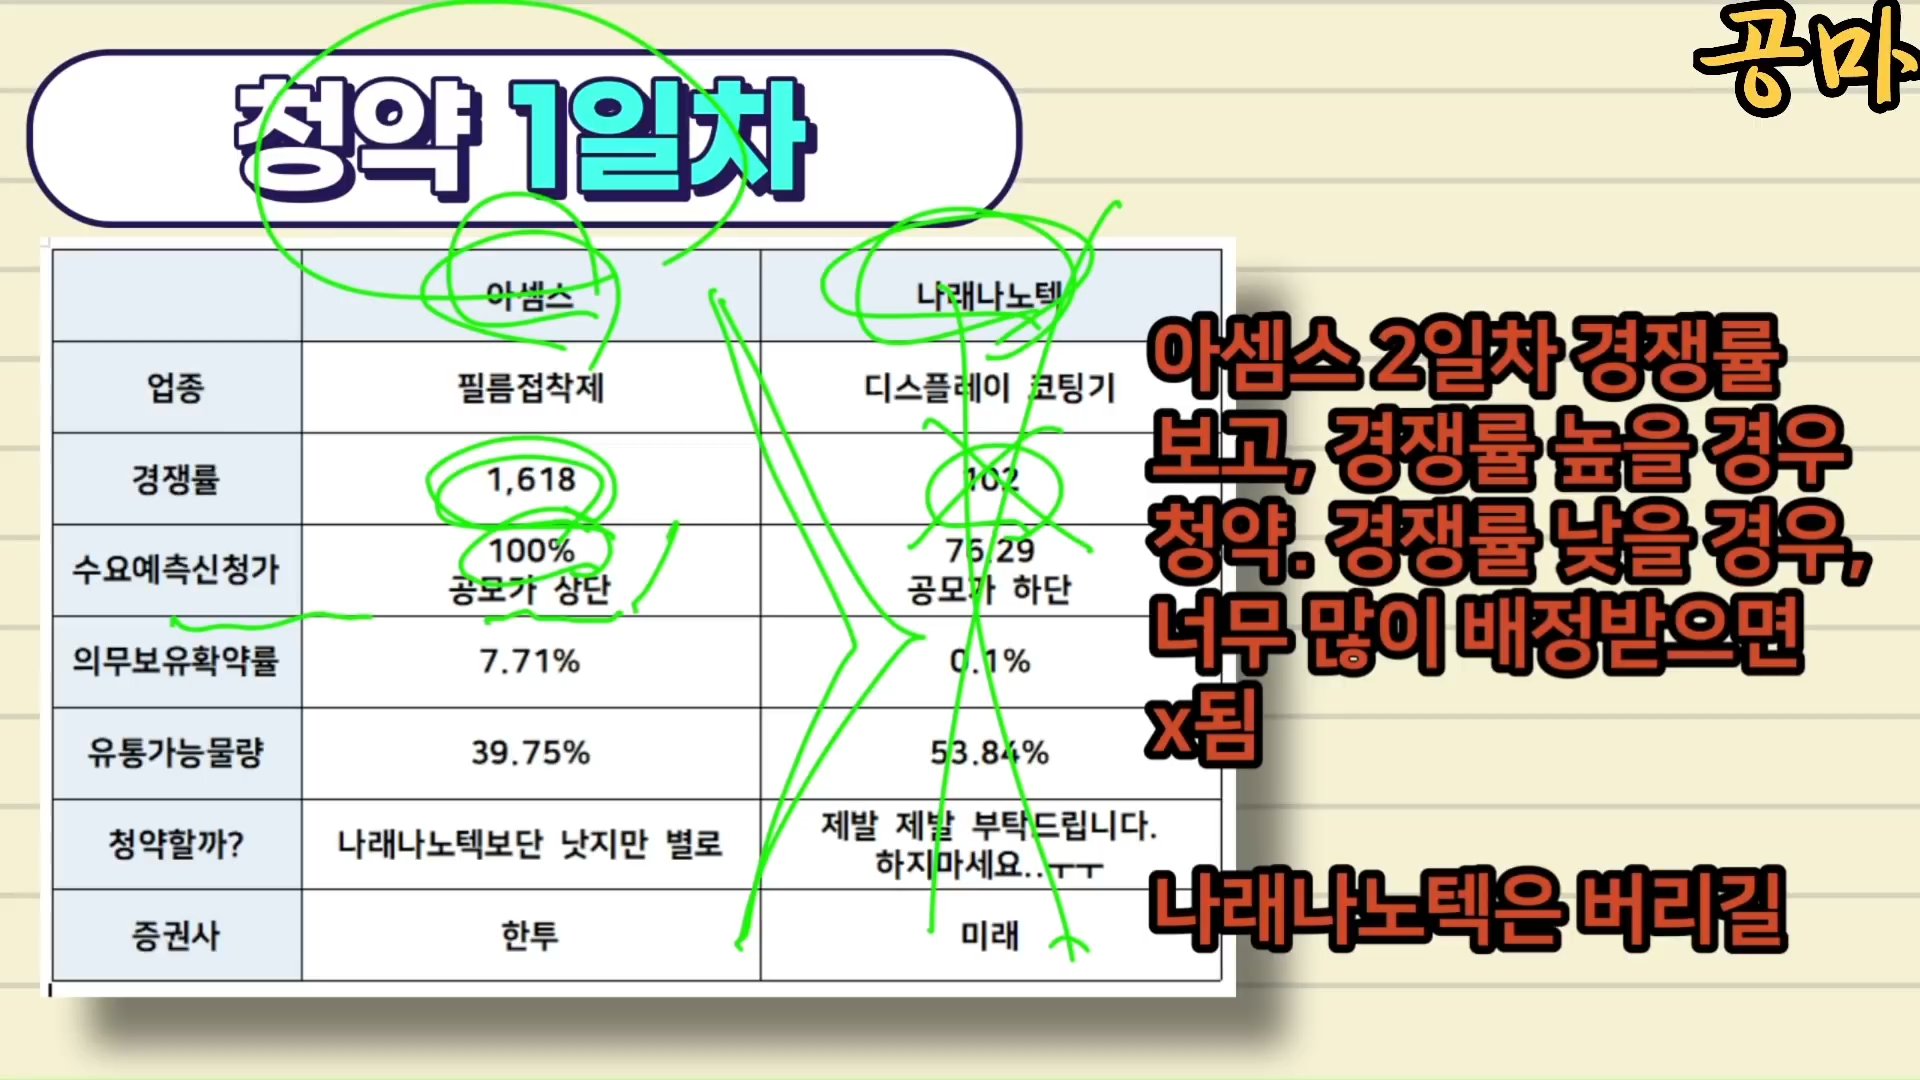 공마
청약 1일차
아셈스 나래나노텍
업종 필름접착제 디스플레이 코팅기
경쟁률 1,618 102
수요예측신청가 100% 76.29
공모가 상단 공모가 하단
의무보유확약률 7.71% 0.1%
유통가능물량 39.75% 53.84%
청약할까? 나래나노텍보단 낫지만 별로 제발 제발 부탁드립니다.
하지마세요..ㅜㅜ
증권사 한투 미래
아셈스 2일차 경쟁률
보고, 경쟁률 높을 경우
청약. 경쟁률 낮을 경우,
너무 많이 배정받으면
x됨
나래나노텍은 버리길